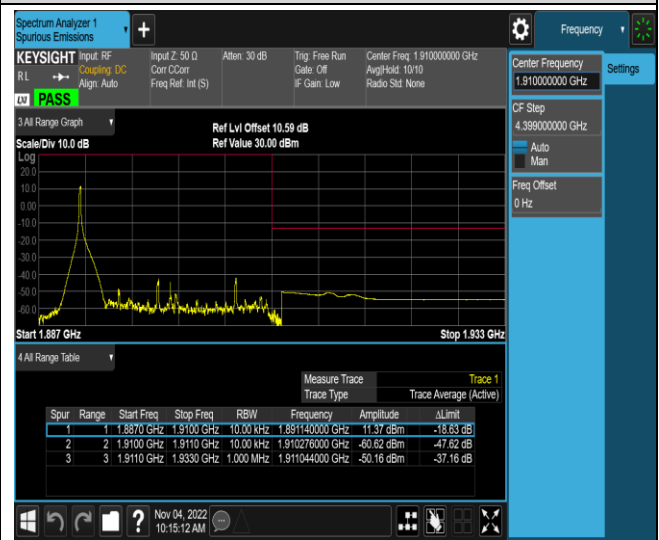 Spectrum Analyzer 1
Spurious Emissions
Frequency
KEYSIGHT Input: RF Input Z: 50 Ω Atten: 30 dB Trig: Free Run Center Freq: 1.910000000 GHz
RL Coupling: DC Corr CCorr Gate: Off Avg|Hold: 10/10
Align: Auto Freq Ref: Int (S) IF Gain: Low Radio Std: None
LXI PASS
Center Frequency
1.910000000 GHz
Settings
CF Step
4.399000000 GHz
Auto
Man
Freq Offset
0 Hz
3 All Range Graph
Ref Lvl Offset 10.59 dB
Scale/Div 10.0 dB Ref Value 30.00 dBm
Log
20.0
10.0
0.00
-10.0
-20.0
-30.0
-40.0
-50.0
-60.0
Start 1.887 GHz Stop 1.933 GHz
4 All Range Table
Measure Trace Trace 1
Trace Type Trace Average (Active)
Spur Range Start Freq Stop Freq RBW Frequency Amplitude ΔLimit
1 1 1.8870 GHz 1.9100 GHz 10.00 kHz 1.891140000 GHz 11.37 dBm -18.63 dB
2 2 1.9100 GHz 1.9110 GHz 10.00 kHz 1.910276000 GHz -60.62 dBm -47.62 dB
3 3 1.9110 GHz 1.9330 GHz 1.000 MHz 1.911044000 GHz -50.16 dBm -37.16 dB
Nov 04, 2022
10:15:12 AM